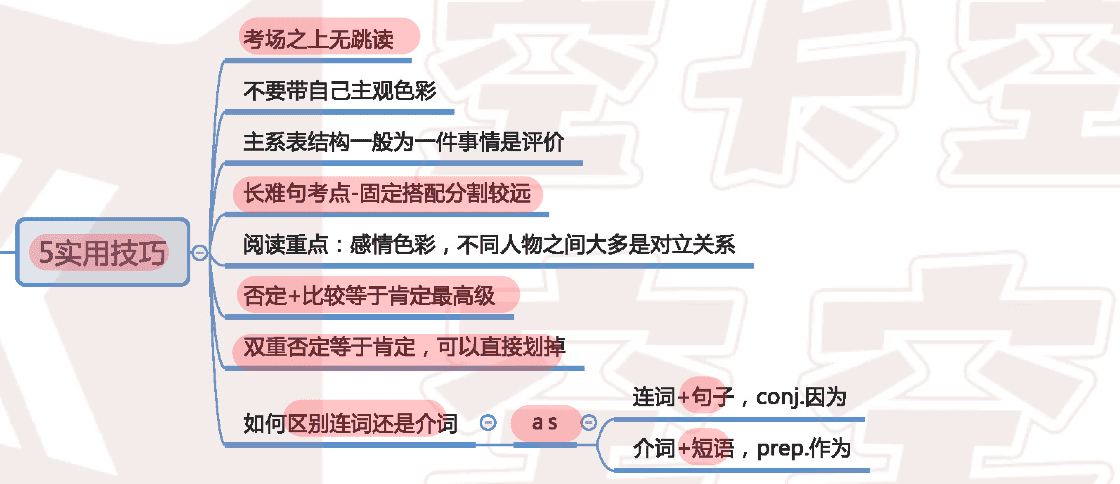 考场之上无跳读
不要带自己主观色彩
主系表结构一般为一件事情是评价
长难句考点-固定搭配分割较远
5实用技巧
阅读重点：感情色彩，不同人物之间大多是对立关系
否定+比较等于肯定最高级
双重否定等于肯定，可以直接划掉
如何区别连词还是介词
as
连词+句子，conj.因为
介词+短语，prep.作为